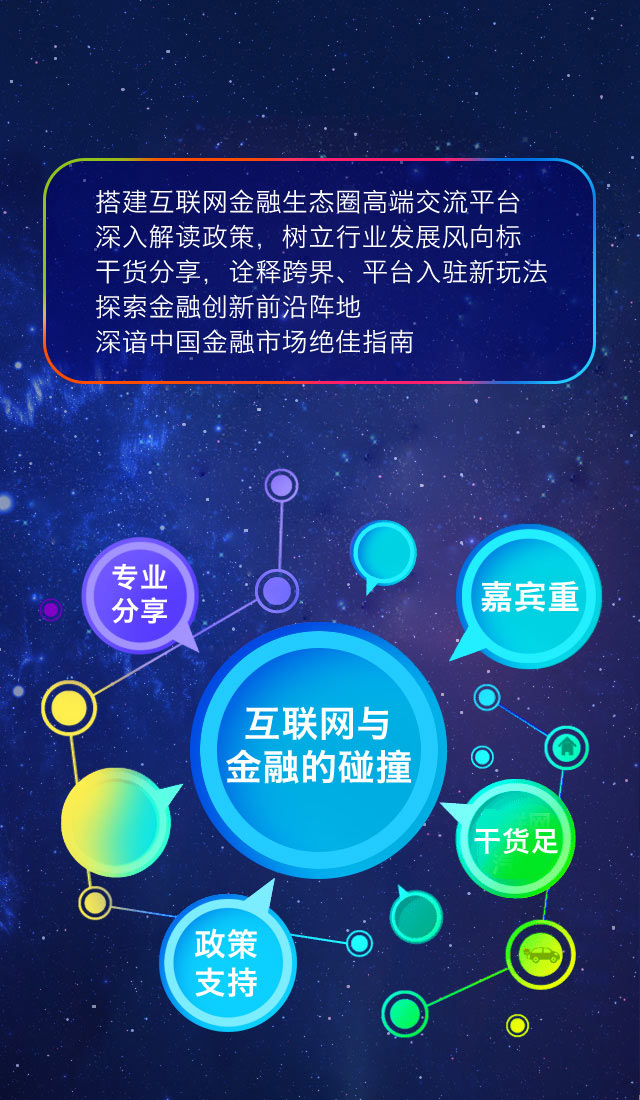 搭建互联网金融生态圈高端交流平台
深入解读政策，树立行业发展风向标
干货分享，诠释跨界、平台入驻新玩法
探索金融创新前沿阵地
深谙中国金融市场绝佳指南
专业
分享
嘉宾重
互联网与
金融的碰撞
干货足
政策
支持